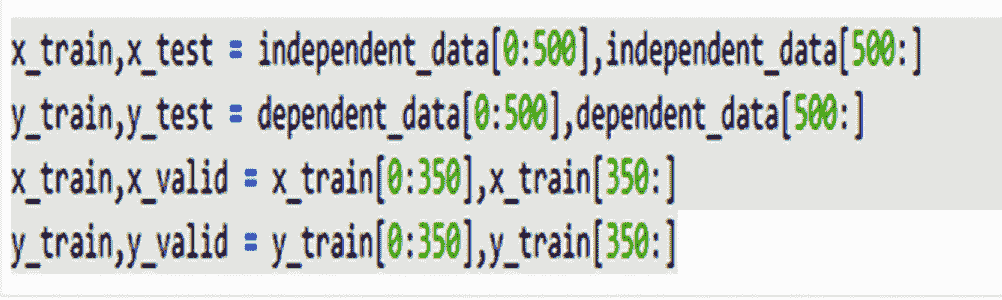 x_train,x_test = independent_data[0:500],independent_data[500:]
y_train,y_test = dependent_data[0:500],dependent_data[500:]
x_train,x_valid = x_train[0:350],x_train[350:]
y_train,y_valid = y_train[0:350],y_train[350:]